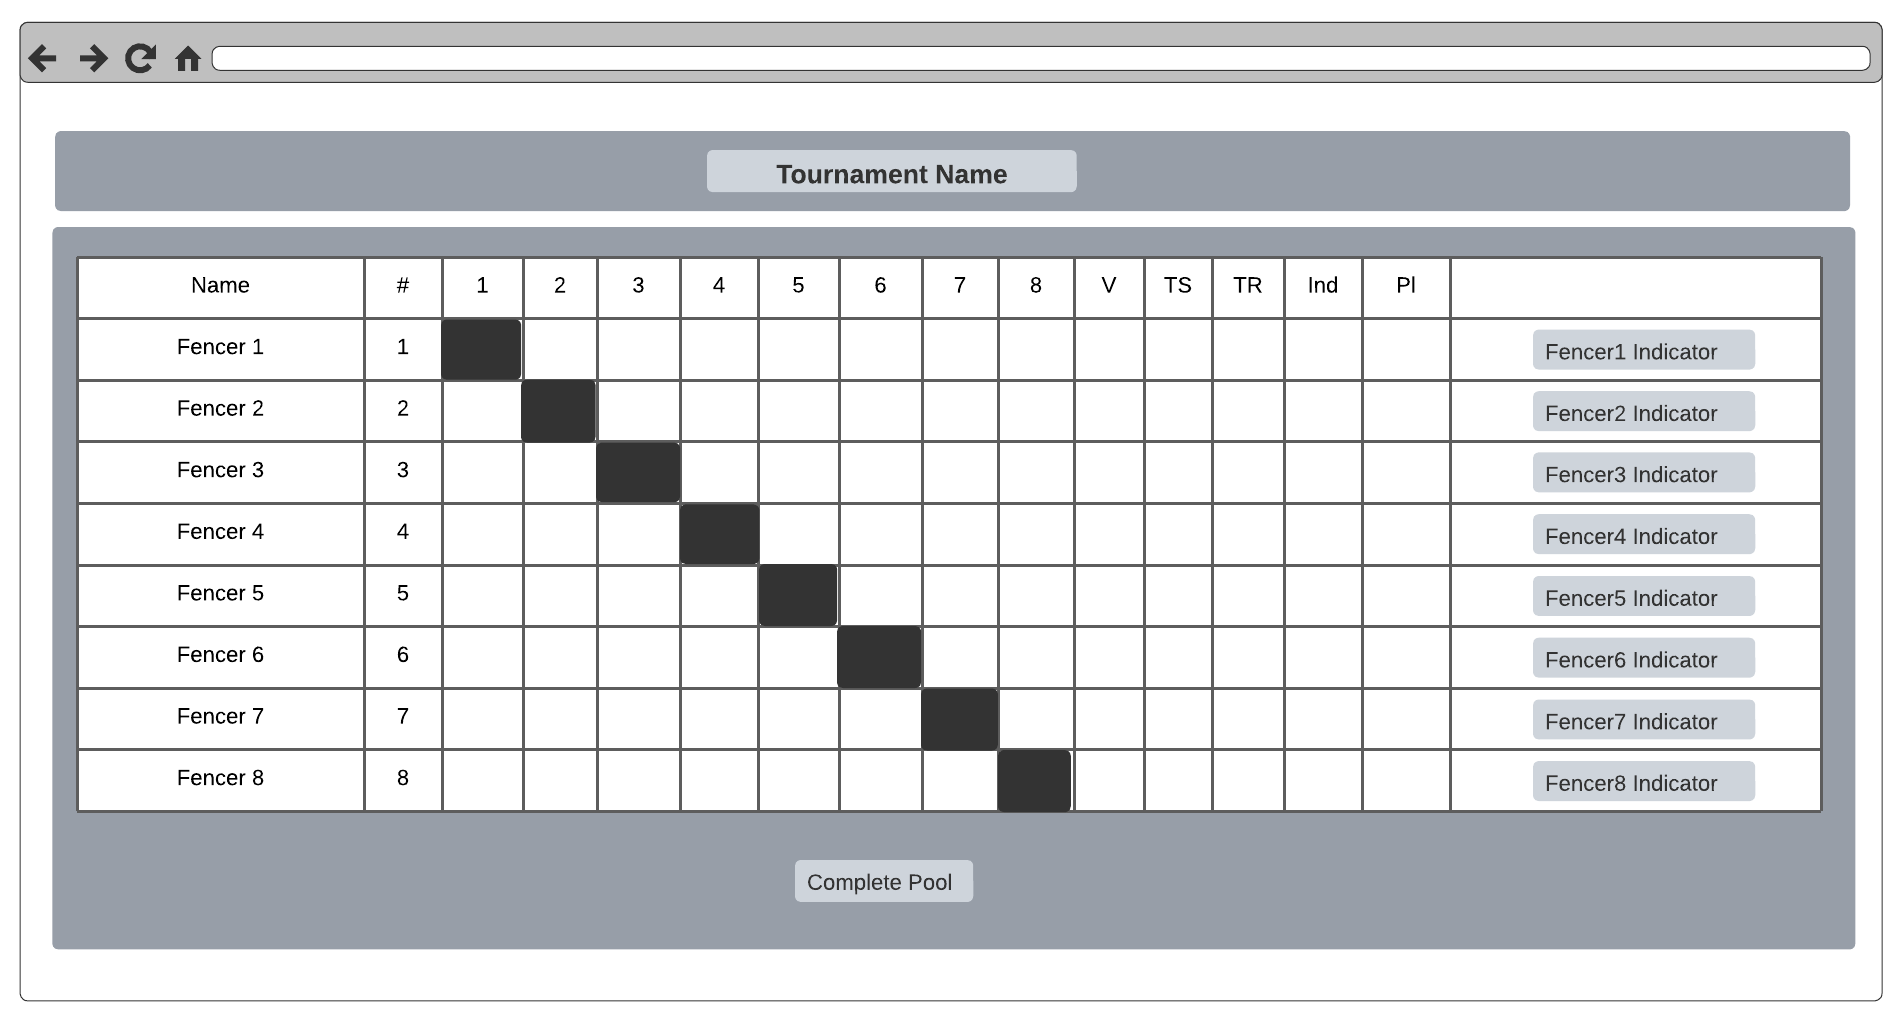 Tournament Name
Name # 1 2 3 4 5 6 7 8 V TS TR Ind Pl
Fencer 1 1 Fencer1 Indicator
Fencer 2 2 Fencer2 Indicator
Fencer 3 3 Fencer3 Indicator
Fencer 4 4 Fencer4 Indicator
Fencer 5 5 Fencer5 Indicator
Fencer 6 6 Fencer6 Indicator
Fencer 7 7 Fencer7 Indicator
Fencer 8 8 Fencer8 Indicator
Complete Pool